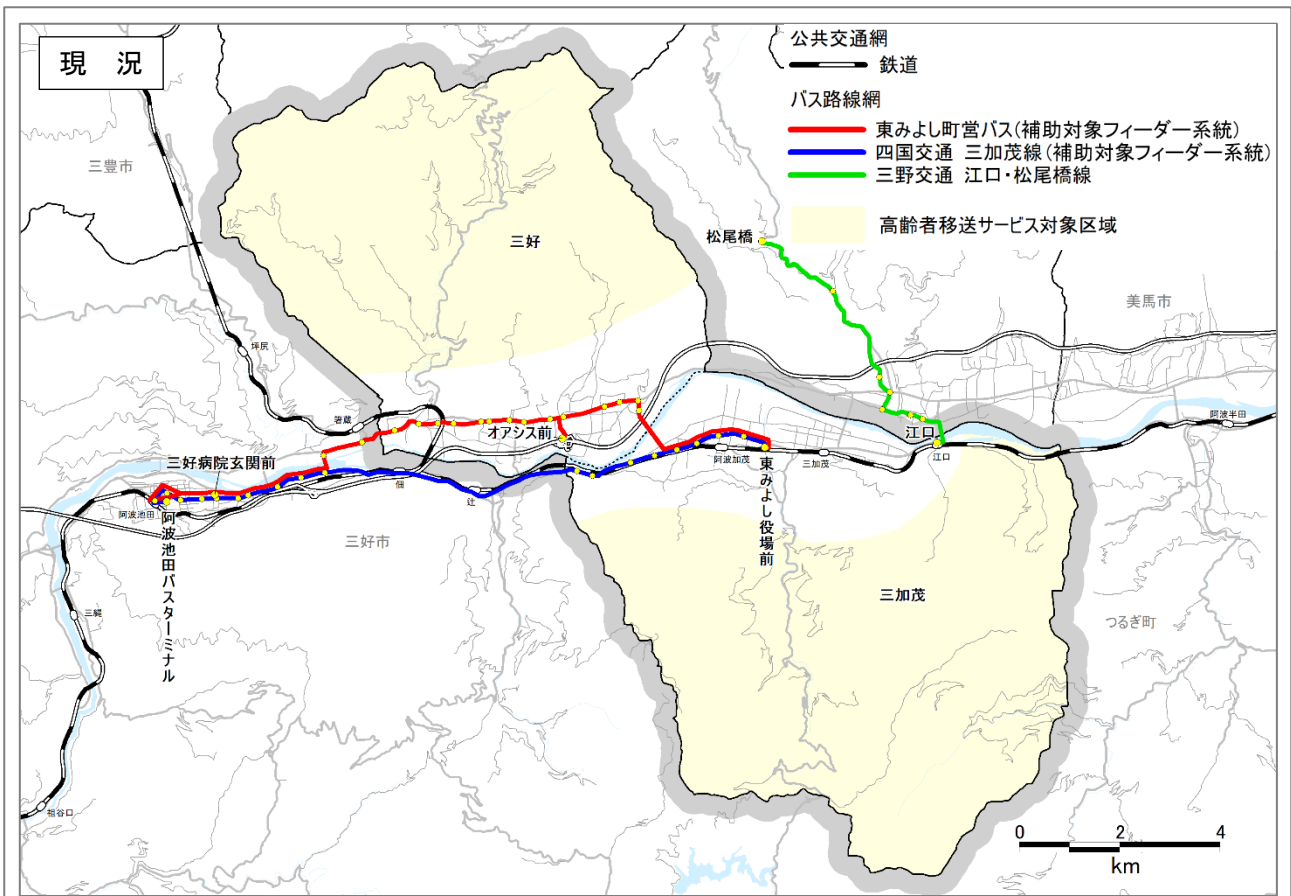 現 況
公共交通網
鉄道
バス路線網
東みよし町営バス(補助対象フィーダー系統)
四国交通 三加茂線(補助対象フィーダー系統)
三野交通 江口・松尾橋線
高齢者移送サービス対象区域
三豊市
三好
松尾橋
美馬市
坪尻
箸蔵
オアシス前
江口
阿波半田
三好病院玄関前
佃
辻
阿波加茂
三加茂
江口
阿波池田
阿波池田バスターミナル
東みよし役場前
三好市
三縄
三加茂
つるぎ町
祖谷口
0 2 4
km